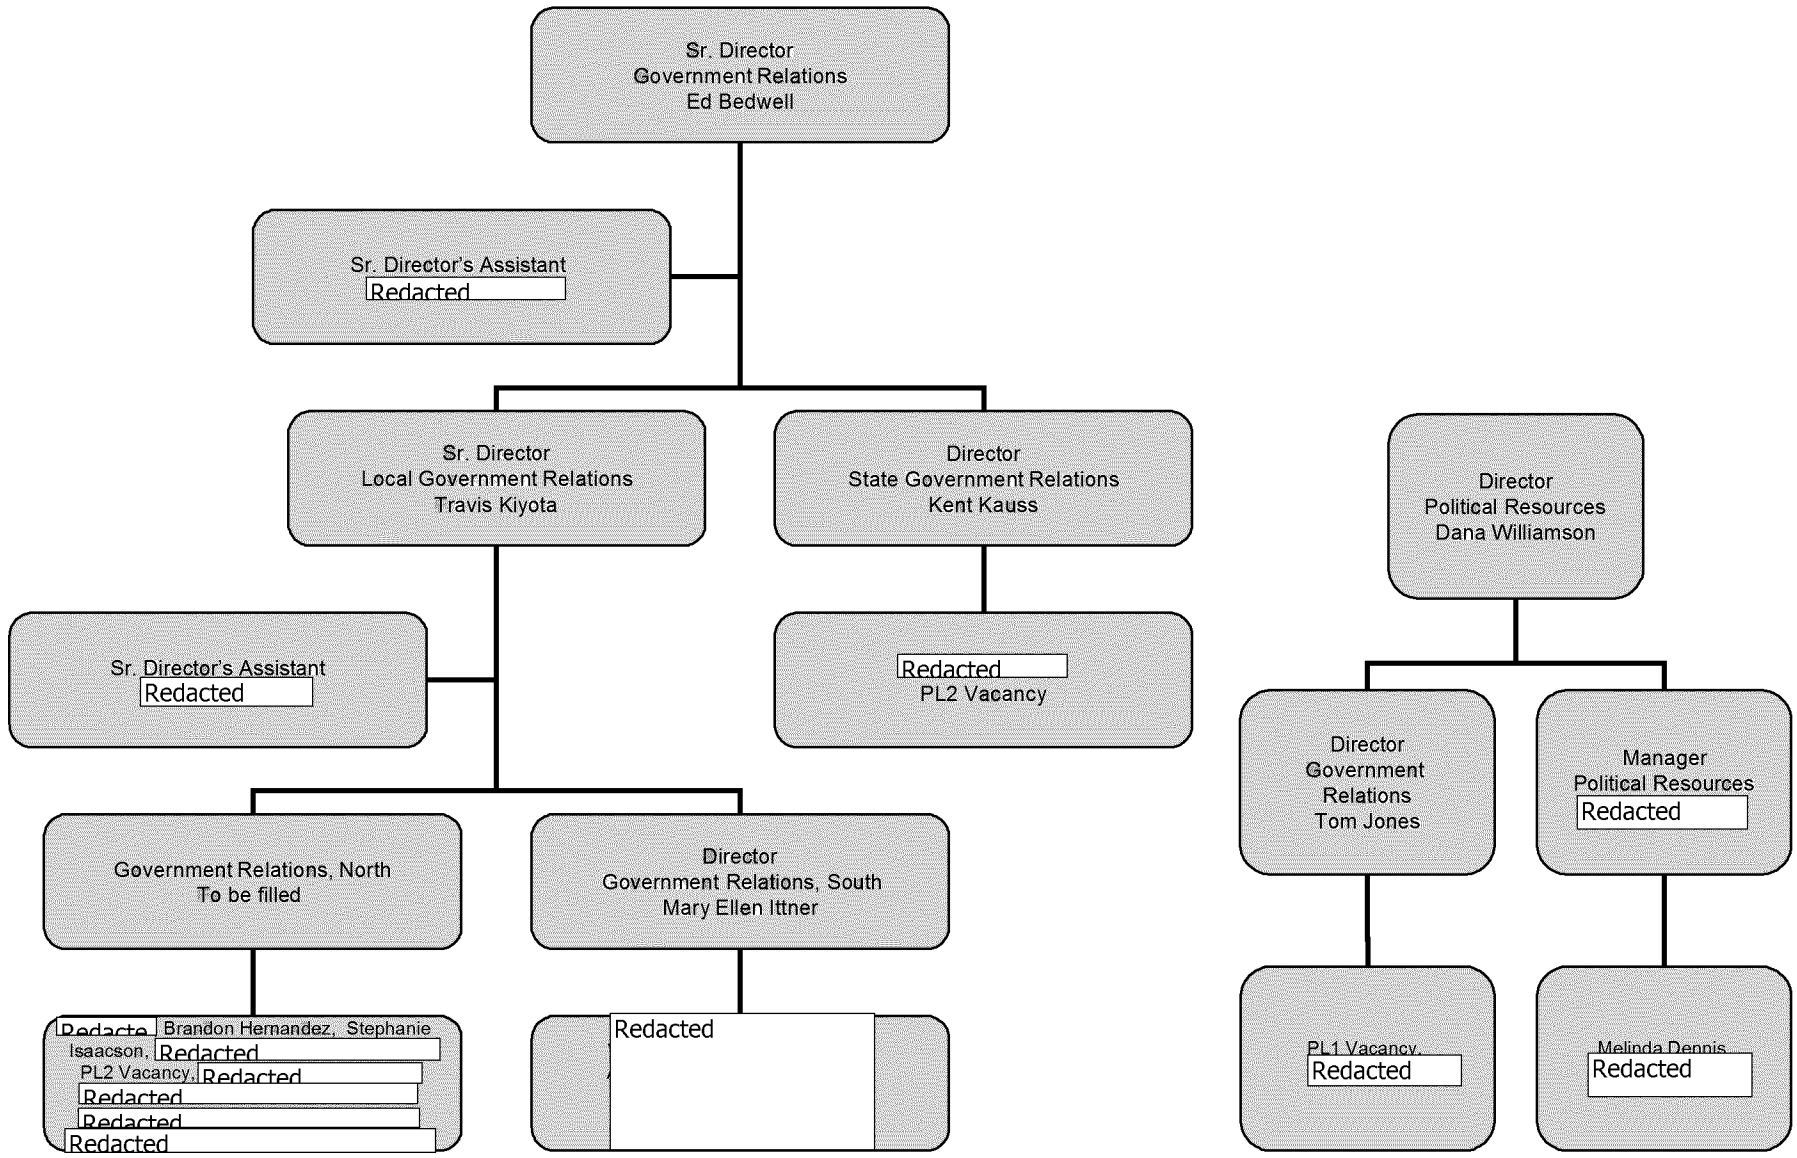 Sr. Director
Government Relations
Ed Bedwell
Sr. Director's Assistant
Redacted
Sr. Director
Local Government Relations
Travis Kiyota
Director
State Government Relations
Kent Kauss
Director
Political Resources
Dana Williamson
Sr. Director's Assistant
Redacted
Redacted
PL2 Vacancy
Director
Government
Relations
Tom Jones
Manager
Political Resources
Redacted
Government Relations, North
To be filled
Director
Government Relations, South
Mary Ellen Ittner
Redacte Brandon Hernandez, Stephanie
Isaacson, Redacted
PL2 Vacancy, Redacted
Redacted
Redacted
Redacted
Redacted
PL1 Vacancy,
Redacted
Melinda Dennis
Redacted